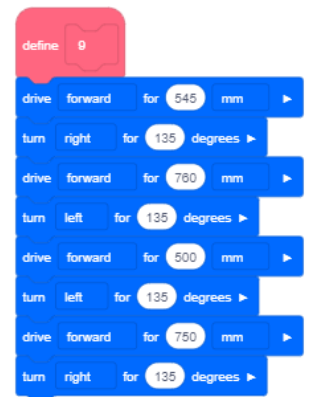 define 9
drive forward for 545 mm
turn right for 135 degrees
drive forward for 760 mm
turn left for 135 degrees
drive forward for 500 mm
turn left for 135 degrees
drive forward for 750 mm
turn right for 135 degrees